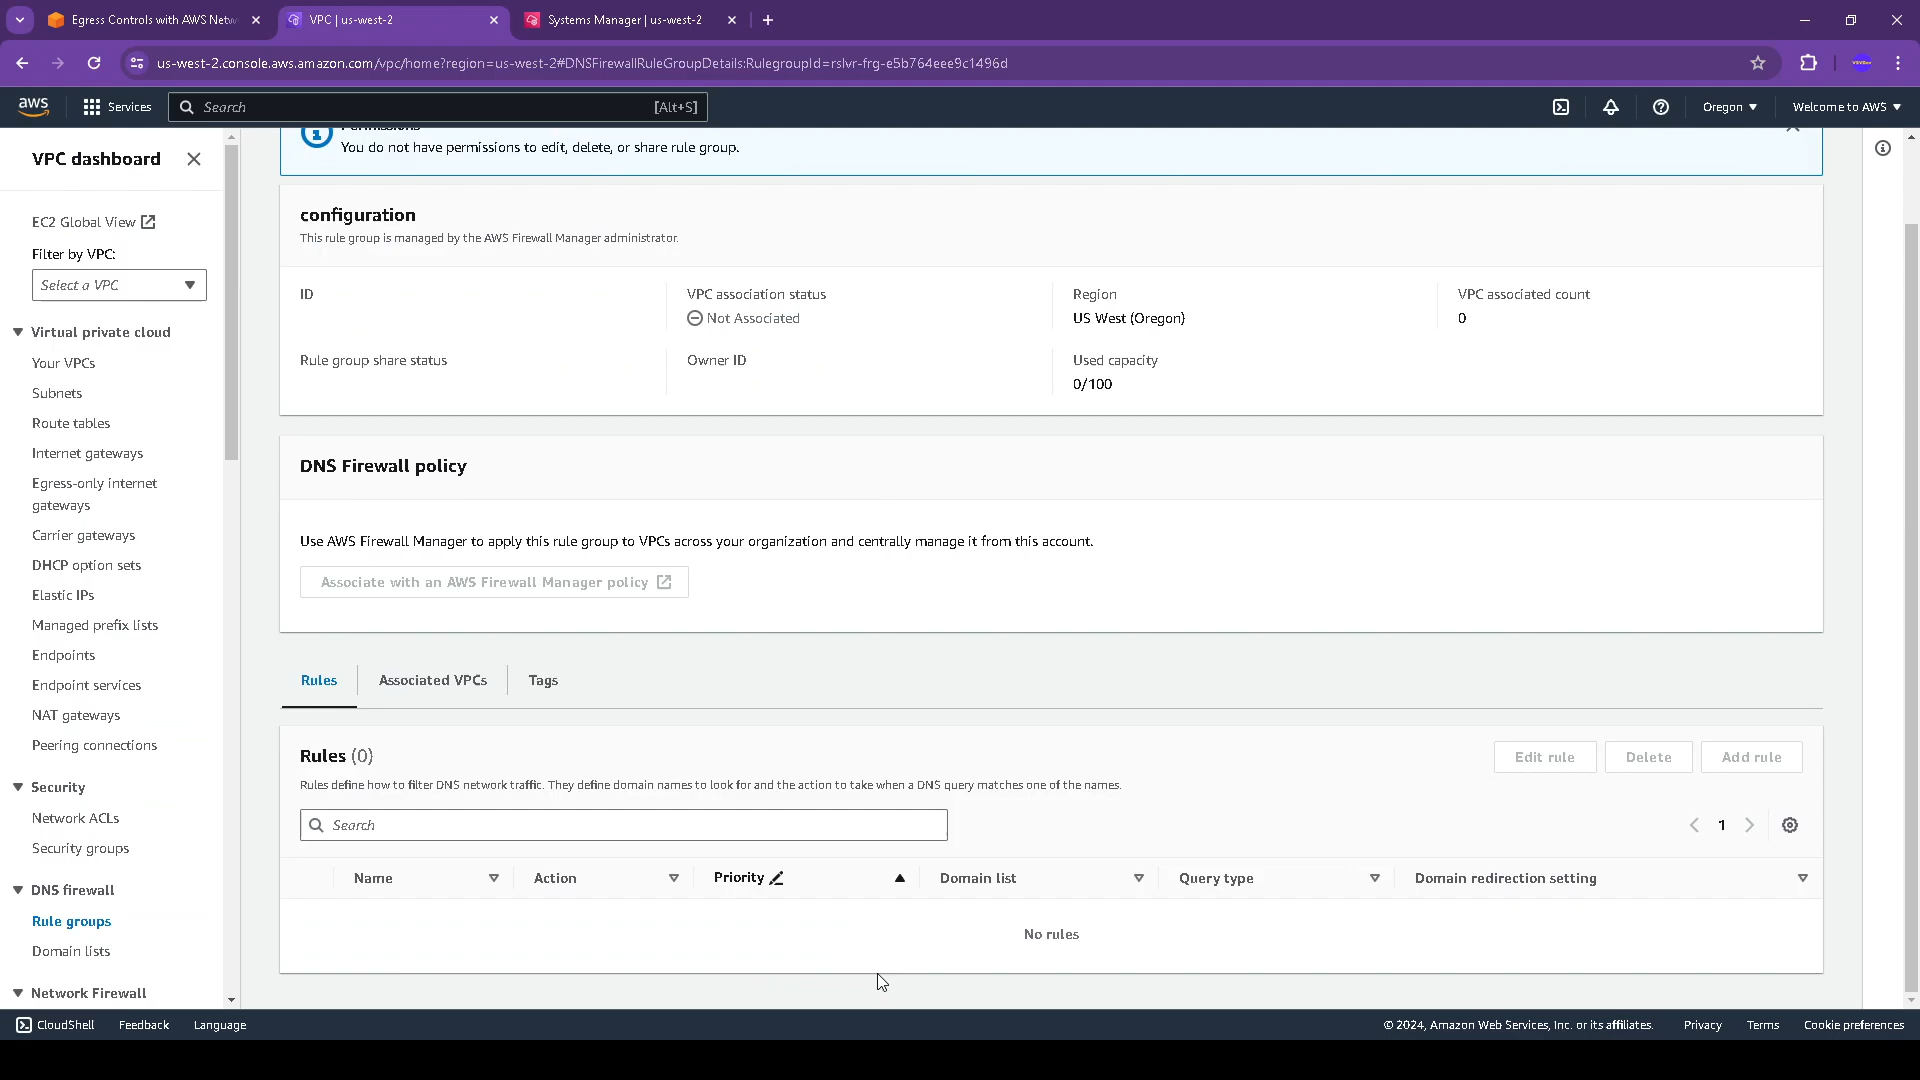 Egress Controls with AWS Netw
VPC | us-west-2
Systems Manager | us-west-2
us-west-2.console.aws.amazon.com/vpc/home?region=us-west-2#DNSFirewallRuleGroupDetails:RulegroupId=rslvr-frg-e5b764eee9c1496d
aws
Services
Search
[Alt+S]
Oregon
Welcome to AWS
VPC dashboard
EC2 Global View
Filter by VPC:
Select a VPC
Virtual private cloud
Your VPCs
Subnets
Route tables
Internet gateways
Egress-only internet
gateways
Carrier gateways
DHCP option sets
Elastic IPs
Managed prefix lists
Endpoints
Endpoint services
NAT gateways
Peering connections
Security
Network ACLs
Security groups
DNS firewall
Rule groups
Domain lists
Network Firewall
Permissions
You do not have permissions to edit, delete, or share rule group.
configuration
This rule group is managed by the AWS Firewall Manager administrator.
ID
VPC association status
Not Associated
Region
US West (Oregon)
VPC associated count
0
Rule group share status
Owner ID
Used capacity
0/100
DNS Firewall policy
Use AWS Firewall Manager to apply this rule group to VPCs across your organization and centrally manage it from this account.
Associate with an AWS Firewall Manager policy
Rules
Associated VPCs
Tags
Rules (0)
Edit rule
Delete
Add rule
Rules define how to filter DNS network traffic. They define domain names to look for and the action to take when a DNS query matches one of the names.
Search
1
Name
Action
Priority
Domain list
Query type
Domain redirection setting
No rules
CloudShell
Feedback
Language
© 2024, Amazon Web Services, Inc. or its affiliates.
Privacy
Terms
Cookie preferences